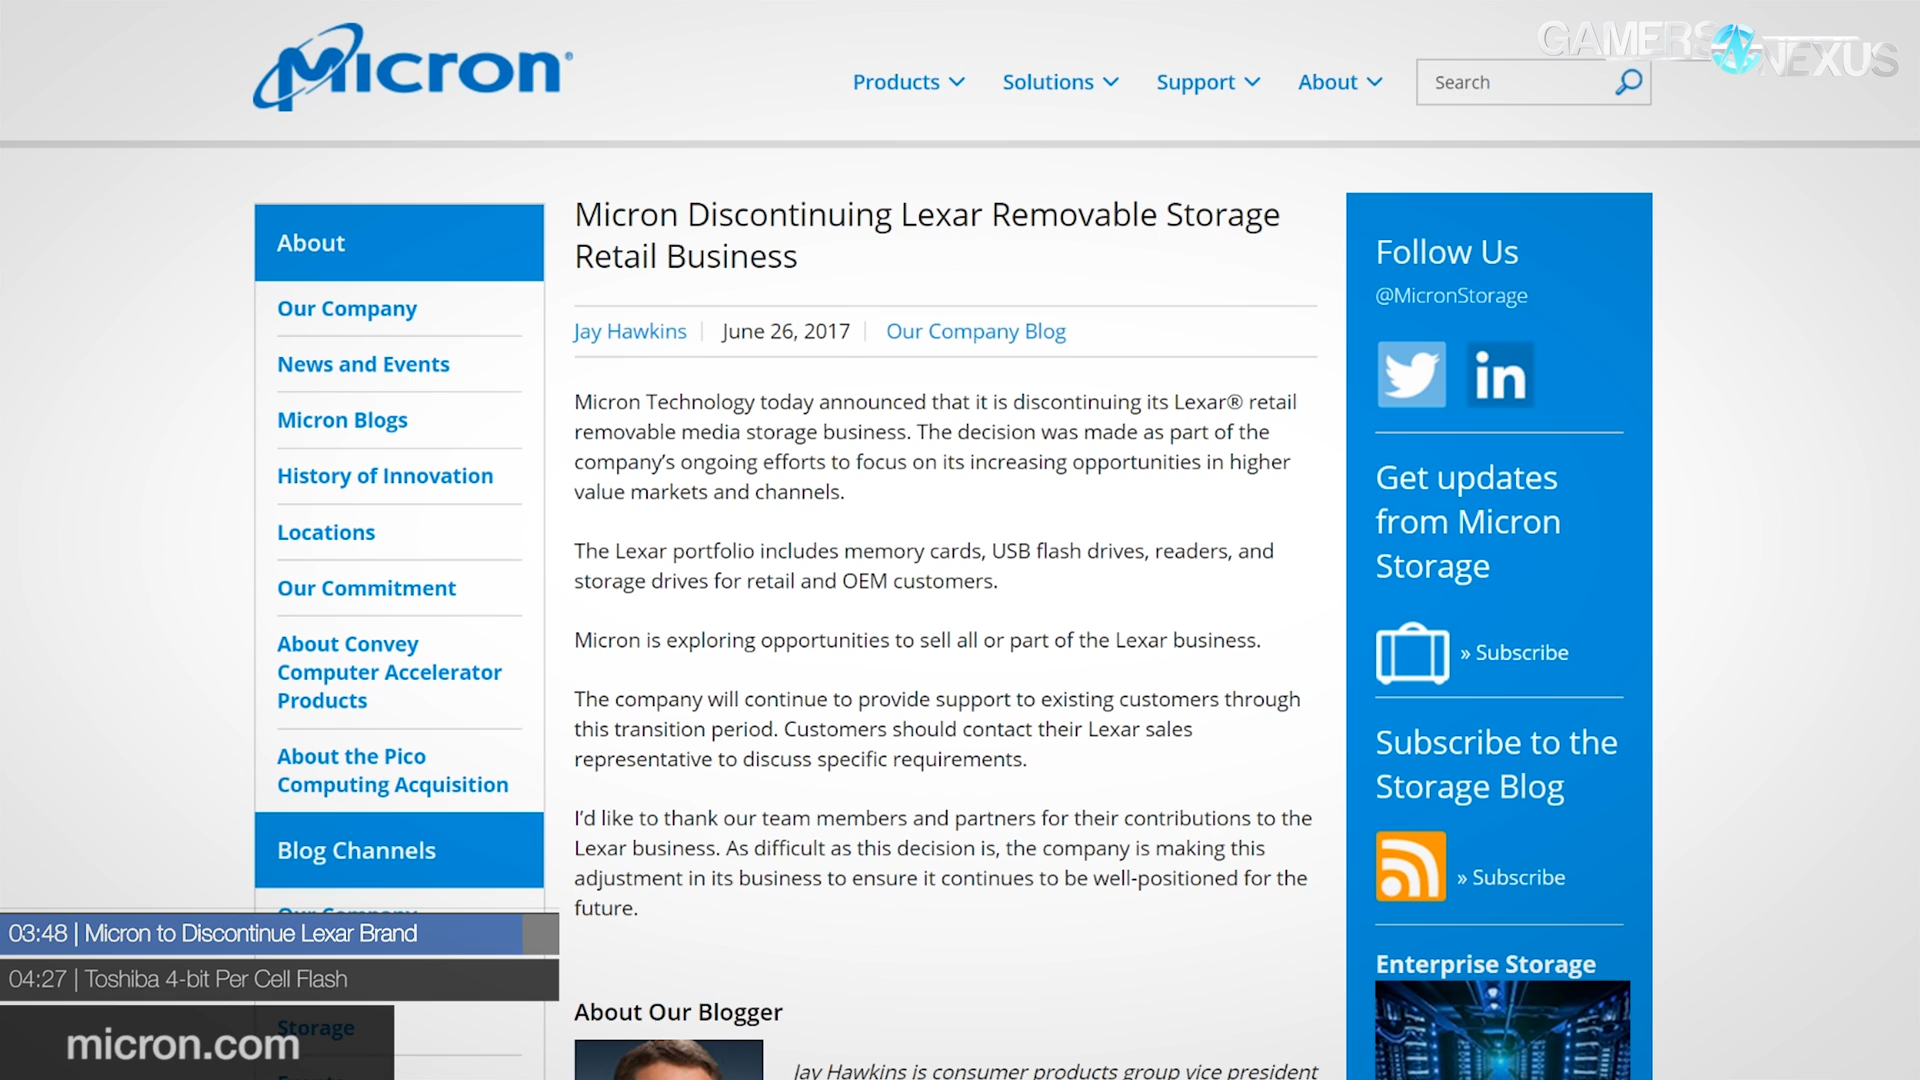 Micron®
Products
Solutions
Support
About
Search
GAMERS NEXUS
About
Our Company
News and Events
Micron Blogs
History of Innovation
Locations
Our Commitment
About Convey
Computer Accelerator
Products
About the Pico
Computing Acquisition
Blog Channels
Our Company
Storage
Micron Discontinuing Lexar Removable Storage
Retail Business
Jay Hawkins
June 26, 2017
Our Company Blog
Micron Technology today announced that it is discontinuing its Lexar® retail
removable media storage business. The decision was made as part of the
company’s ongoing efforts to focus on its increasing opportunities in higher
value markets and channels.
The Lexar portfolio includes memory cards, USB flash drives, readers, and
storage drives for retail and OEM customers.
Micron is exploring opportunities to sell all or part of the Lexar business.
The company will continue to provide support to existing customers through
this transition period. Customers should contact their Lexar sales
representative to discuss specific requirements.
I’d like to thank our team members and partners for their contributions to the
Lexar business. As difficult as this decision is, the company is making this
adjustment in its business to ensure it continues to be well-positioned for the
future.
About Our Blogger
Jay Hawkins is consumer products group vice president
Follow Us
@MicronStorage
in
Get updates
from Micron
Storage
» Subscribe
Subscribe to the
Storage Blog
» Subscribe
Enterprise Storage
03:48 | Micron to Discontinue Lexar Brand
04:27 | Toshiba 4-bit Per Cell Flash
micron.com